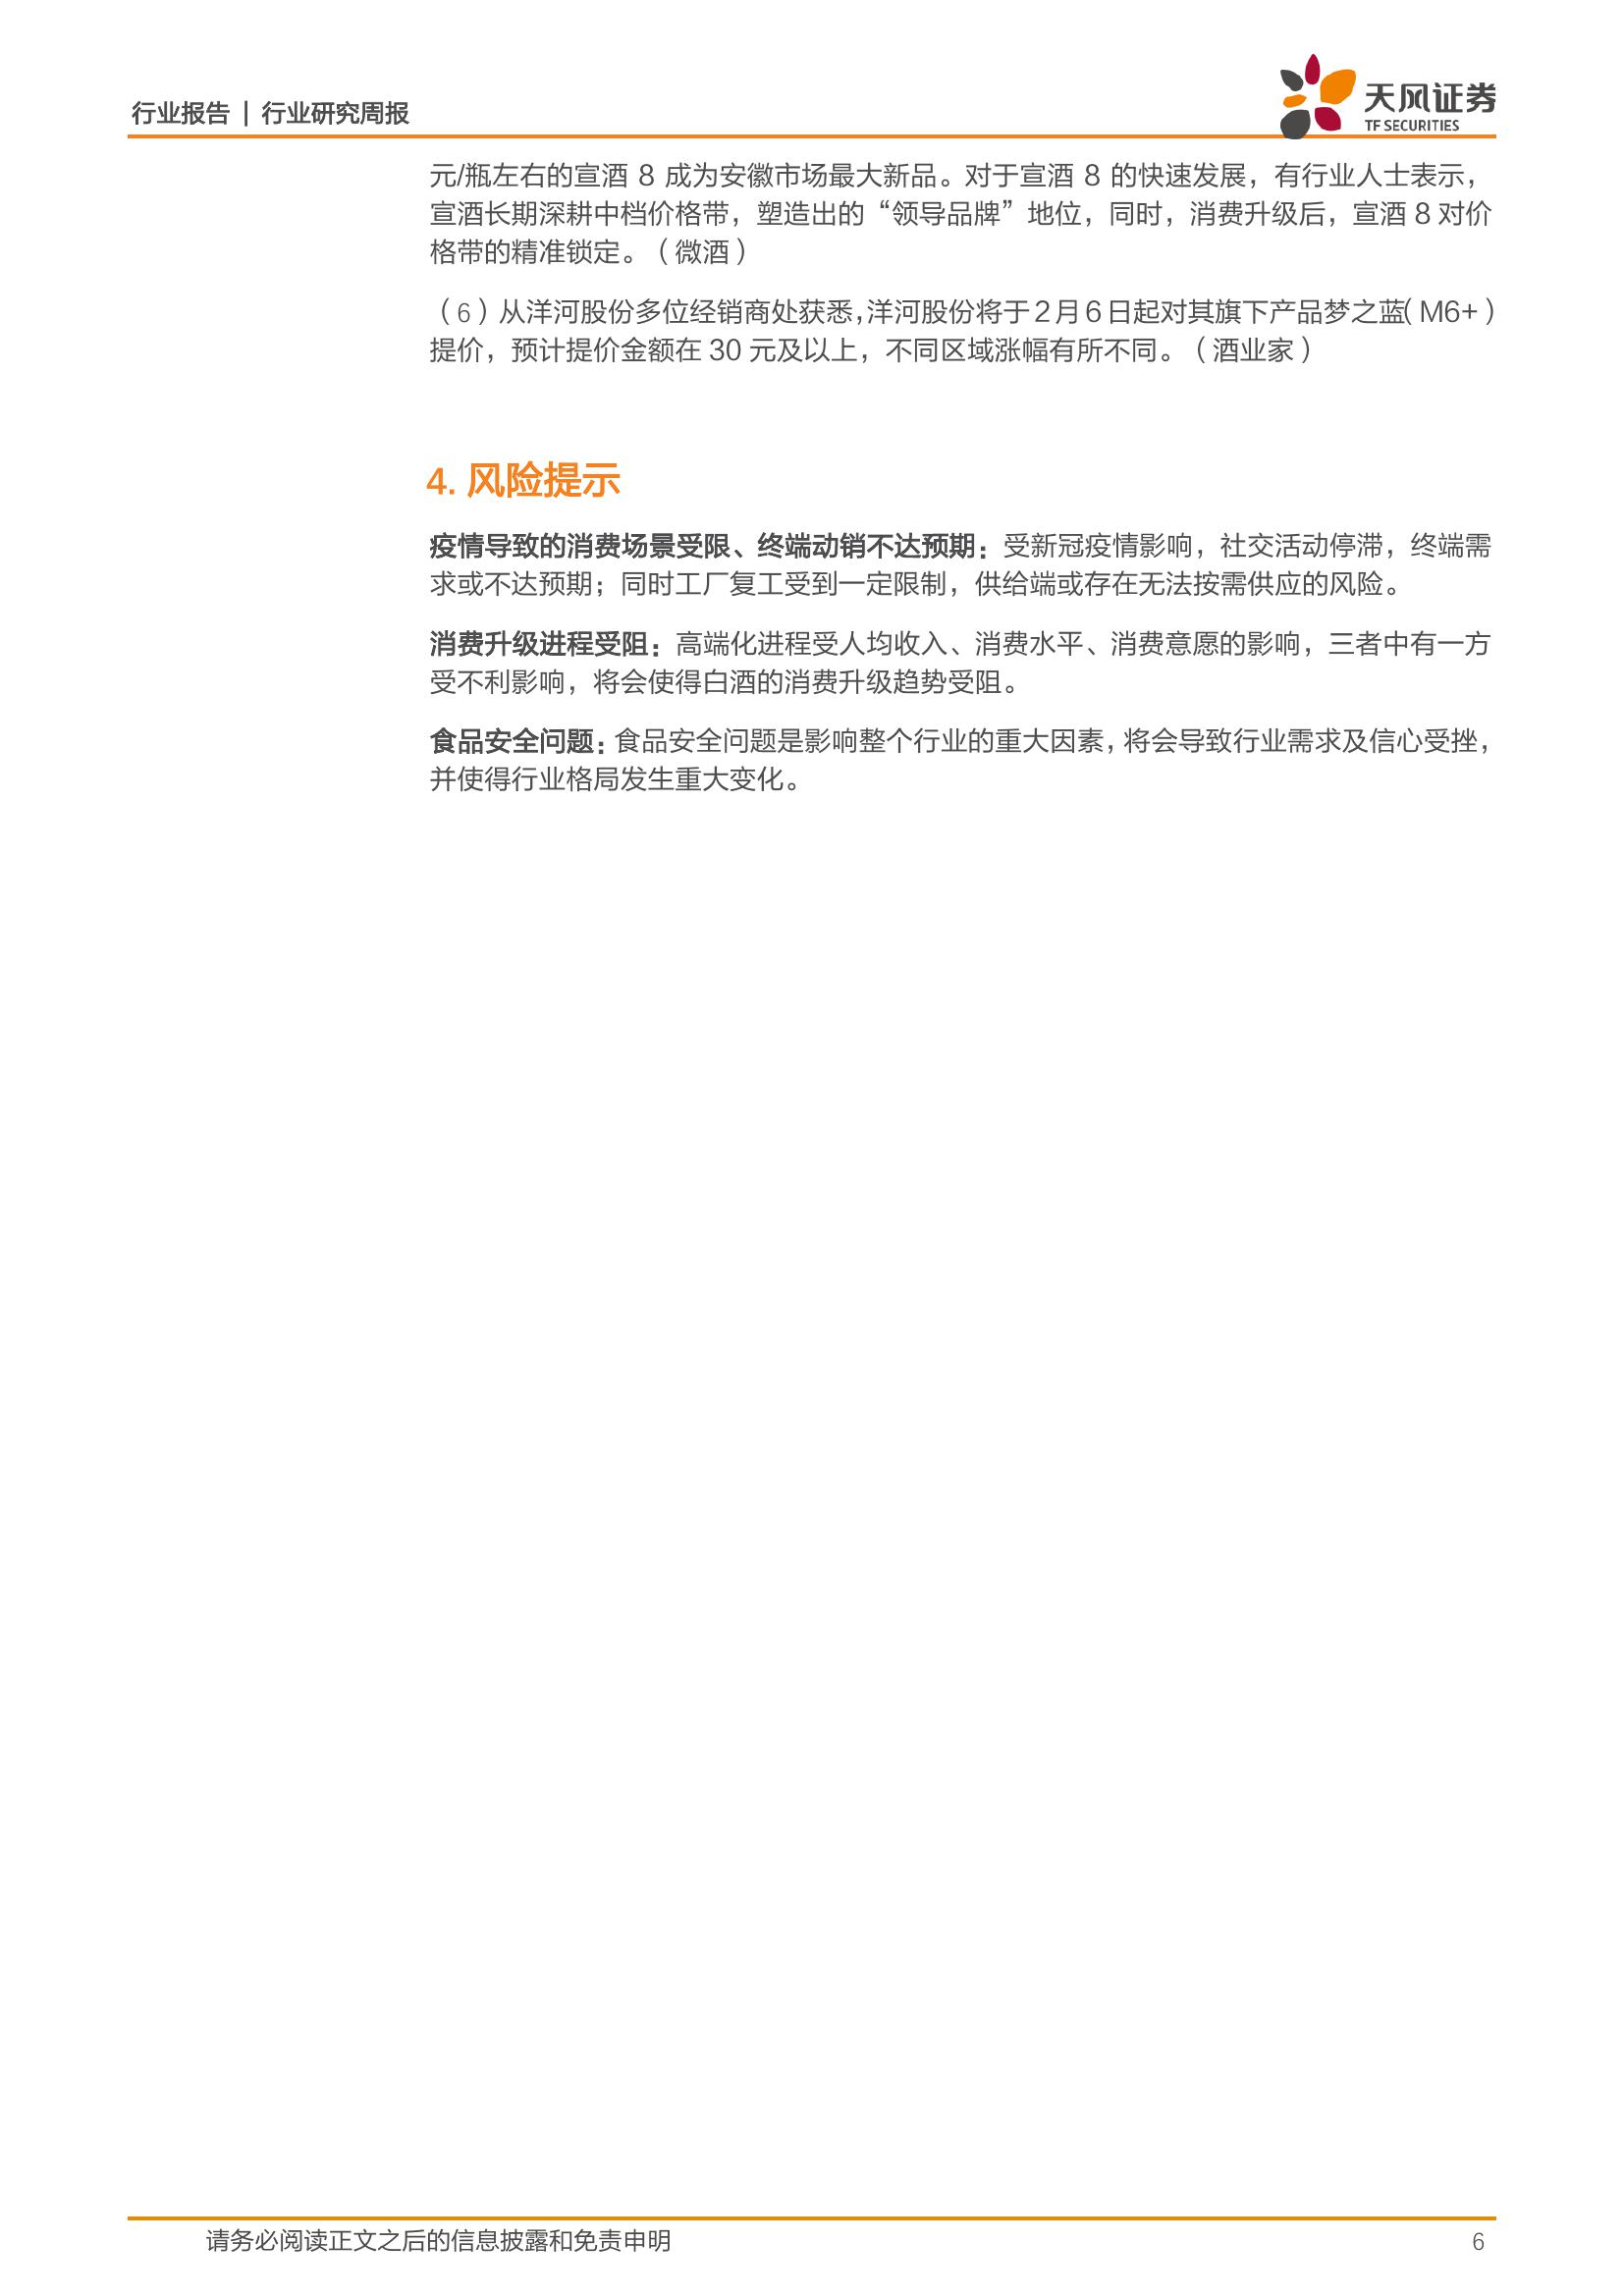 行业报告 | 行业研究周报
天风证券
TF SECURITIES
元/瓶左右的宣酒 8 成为安徽市场最大新品。对于宣酒 8 的快速发展，有行业人士表示，
宣酒长期深耕中档价格带，塑造出的“领导品牌”地位，同时，消费升级后，宣酒 8 对价
格带的精准锁定。（微酒）
（6）从洋河股份多位经销商处获悉，洋河股份将于 2 月 6 日起对其旗下产品梦之蓝（M6+）
提价，预计提价金额在 30 元及以上，不同区域涨幅有所不同。（酒业家）
4. 风险提示
疫情导致的消费场景受限、终端动销不达预期：受新冠疫情影响，社交活动停滞，终端需
求或不达预期；同时工厂复工受到一定限制，供给端或存在无法按需供应的风险。
消费升级进程受阻：高端化进程受人均收入、消费水平、消费意愿的影响，三者中有一方
受不利影响，将会使得白酒的消费升级趋势受阻。
食品安全问题：食品安全问题是影响整个行业的重大因素，将会导致行业需求及信心受挫，
并使得行业格局发生重大变化。
请务必阅读正文之后的信息披露和免责申明
6